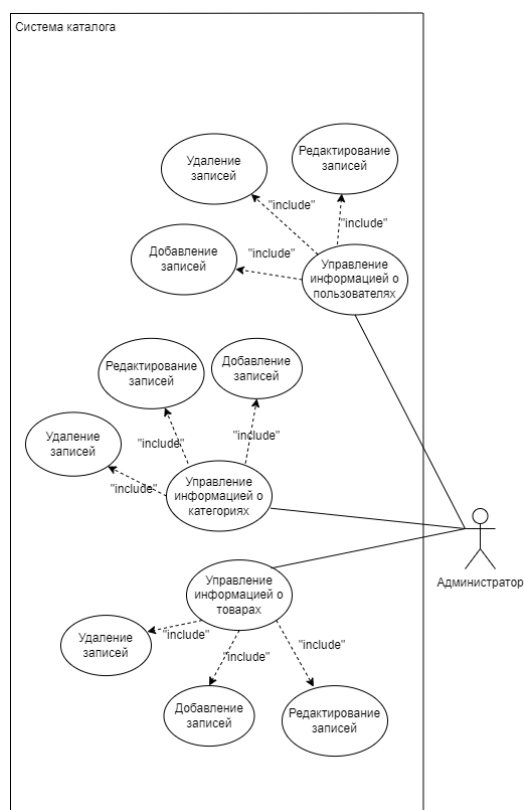 Система каталога
Удаление
записей
Редактирование
записей
"include"
"include"
Добавление
записей
"include"
Управление
информацией о
пользователях
Редактирование
записей
Добавление
записей
Удаление
записей
"include"
"include"
"include"
Управление
информацией о
категориях
Администратор
Управление
информацией о
товарах
Удаление
записей
"include"
"include"
"include"
Добавление
записей
Редактирование
записей